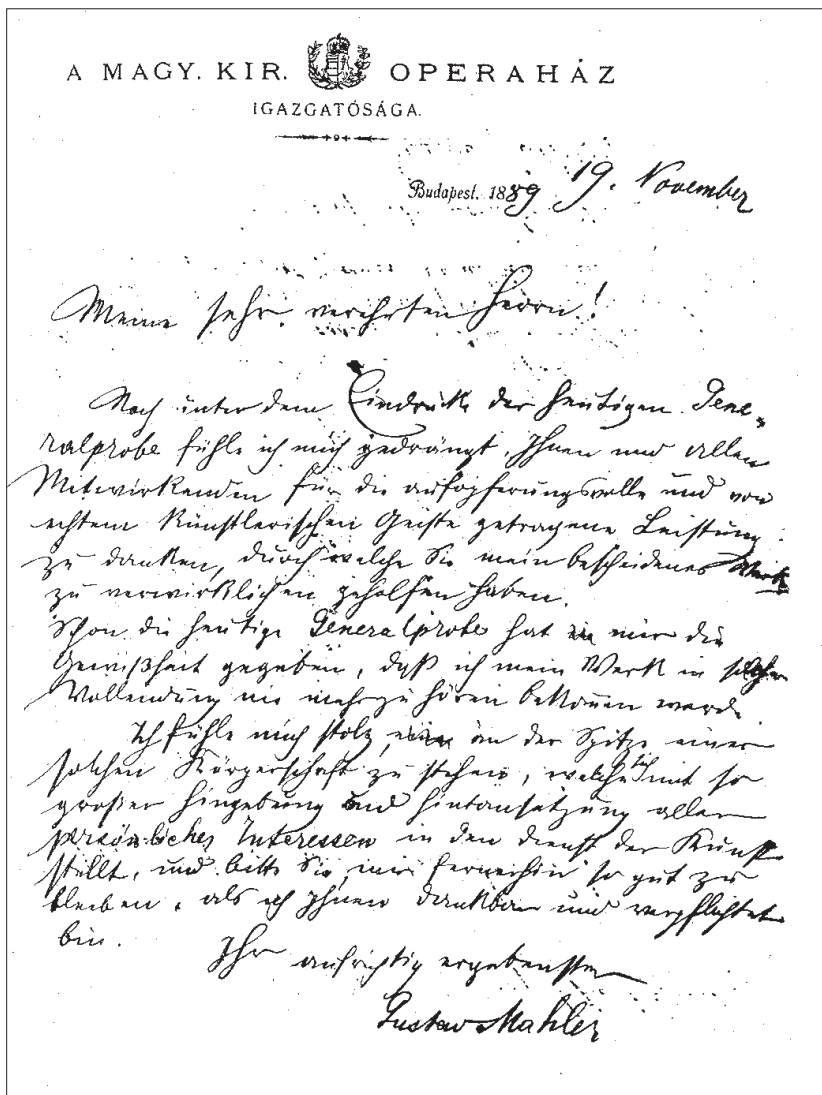 A MAGY. KIR. OPERAHÁZ
IGAZGATÓSÁGA.
Budapest, 1889 19. November
Meine sehr verehrten Herrn!
Noch unter dem Eindrucke der heutigen Gene-
ralprobe fühle ich mich gedrängt, Ihnen und allen
Mitwirkenden für die aufopferungsvolle und von
echtem künstlerischen Geiste getragene Leistung
zu danken, durch welche Sie mein bescheidenes Werk
zu verwirklichen geholfen haben.
Schon die heutige Generalprobe hat mir die
Gewißheit gegeben, daß ich mein Werk in solcher
Vollendung nie mehr zu hören bekommen werde.
Ich fühle mich stolz, an der Spitze einer
solchen Körperschaft zu stehen, welche sich mit so
großer Hingebung und Hintansetzung aller
persönlichen Interessen in den Dienst der Kunst
stellt, und bitte Sie, mir fernerhin so gut zu
bleiben, als ich Ihnen dankbar und verpflichtet
bin.
Ihr aufrichtig ergebenster
Gustav Mahler